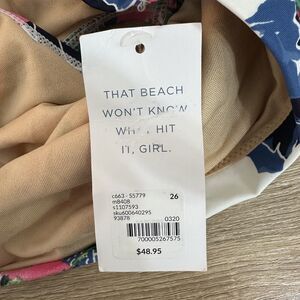 THAT BEACH
WON'T KNOW
HIT
IT, GIRL.
c663 - S5779 26
m8408
s1107593
sku600640295
93878 0320
700005267575
$48.95